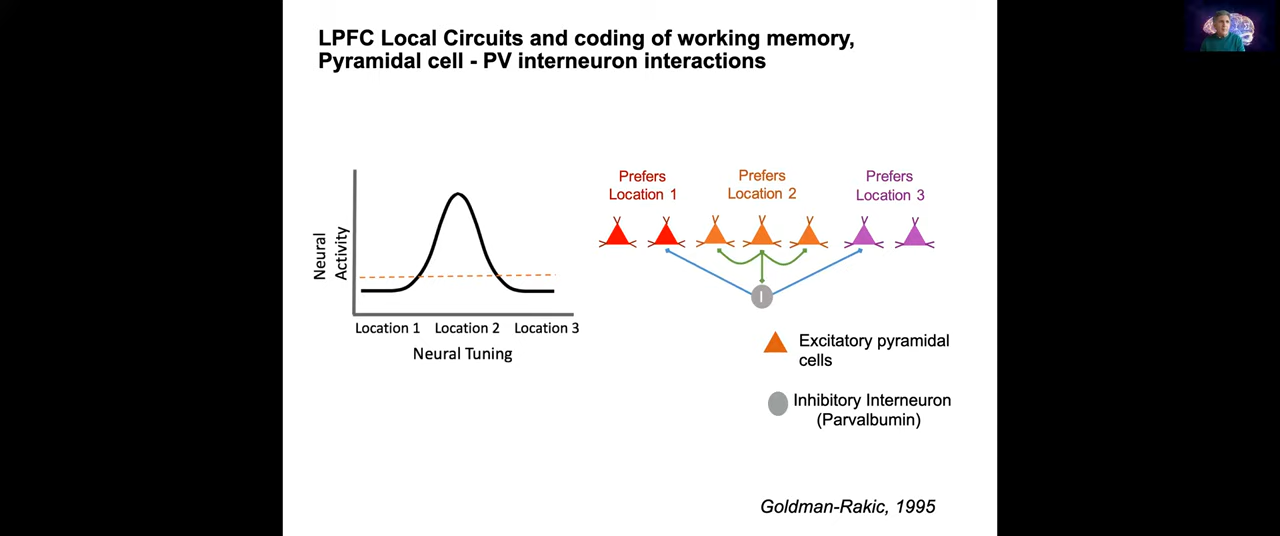 LPFC Local Circuits and coding of working memory,
Pyramidal cell - PV interneuron interactions
Neural
Activity
Location 1
Location 2
Location 3
Neural Tuning
Prefers
Location 1
Prefers
Location 2
Prefers
Location 3
I
Excitatory pyramidal
cells
Inhibitory Interneuron
(Parvalbumin)
Goldman-Rakic, 1995